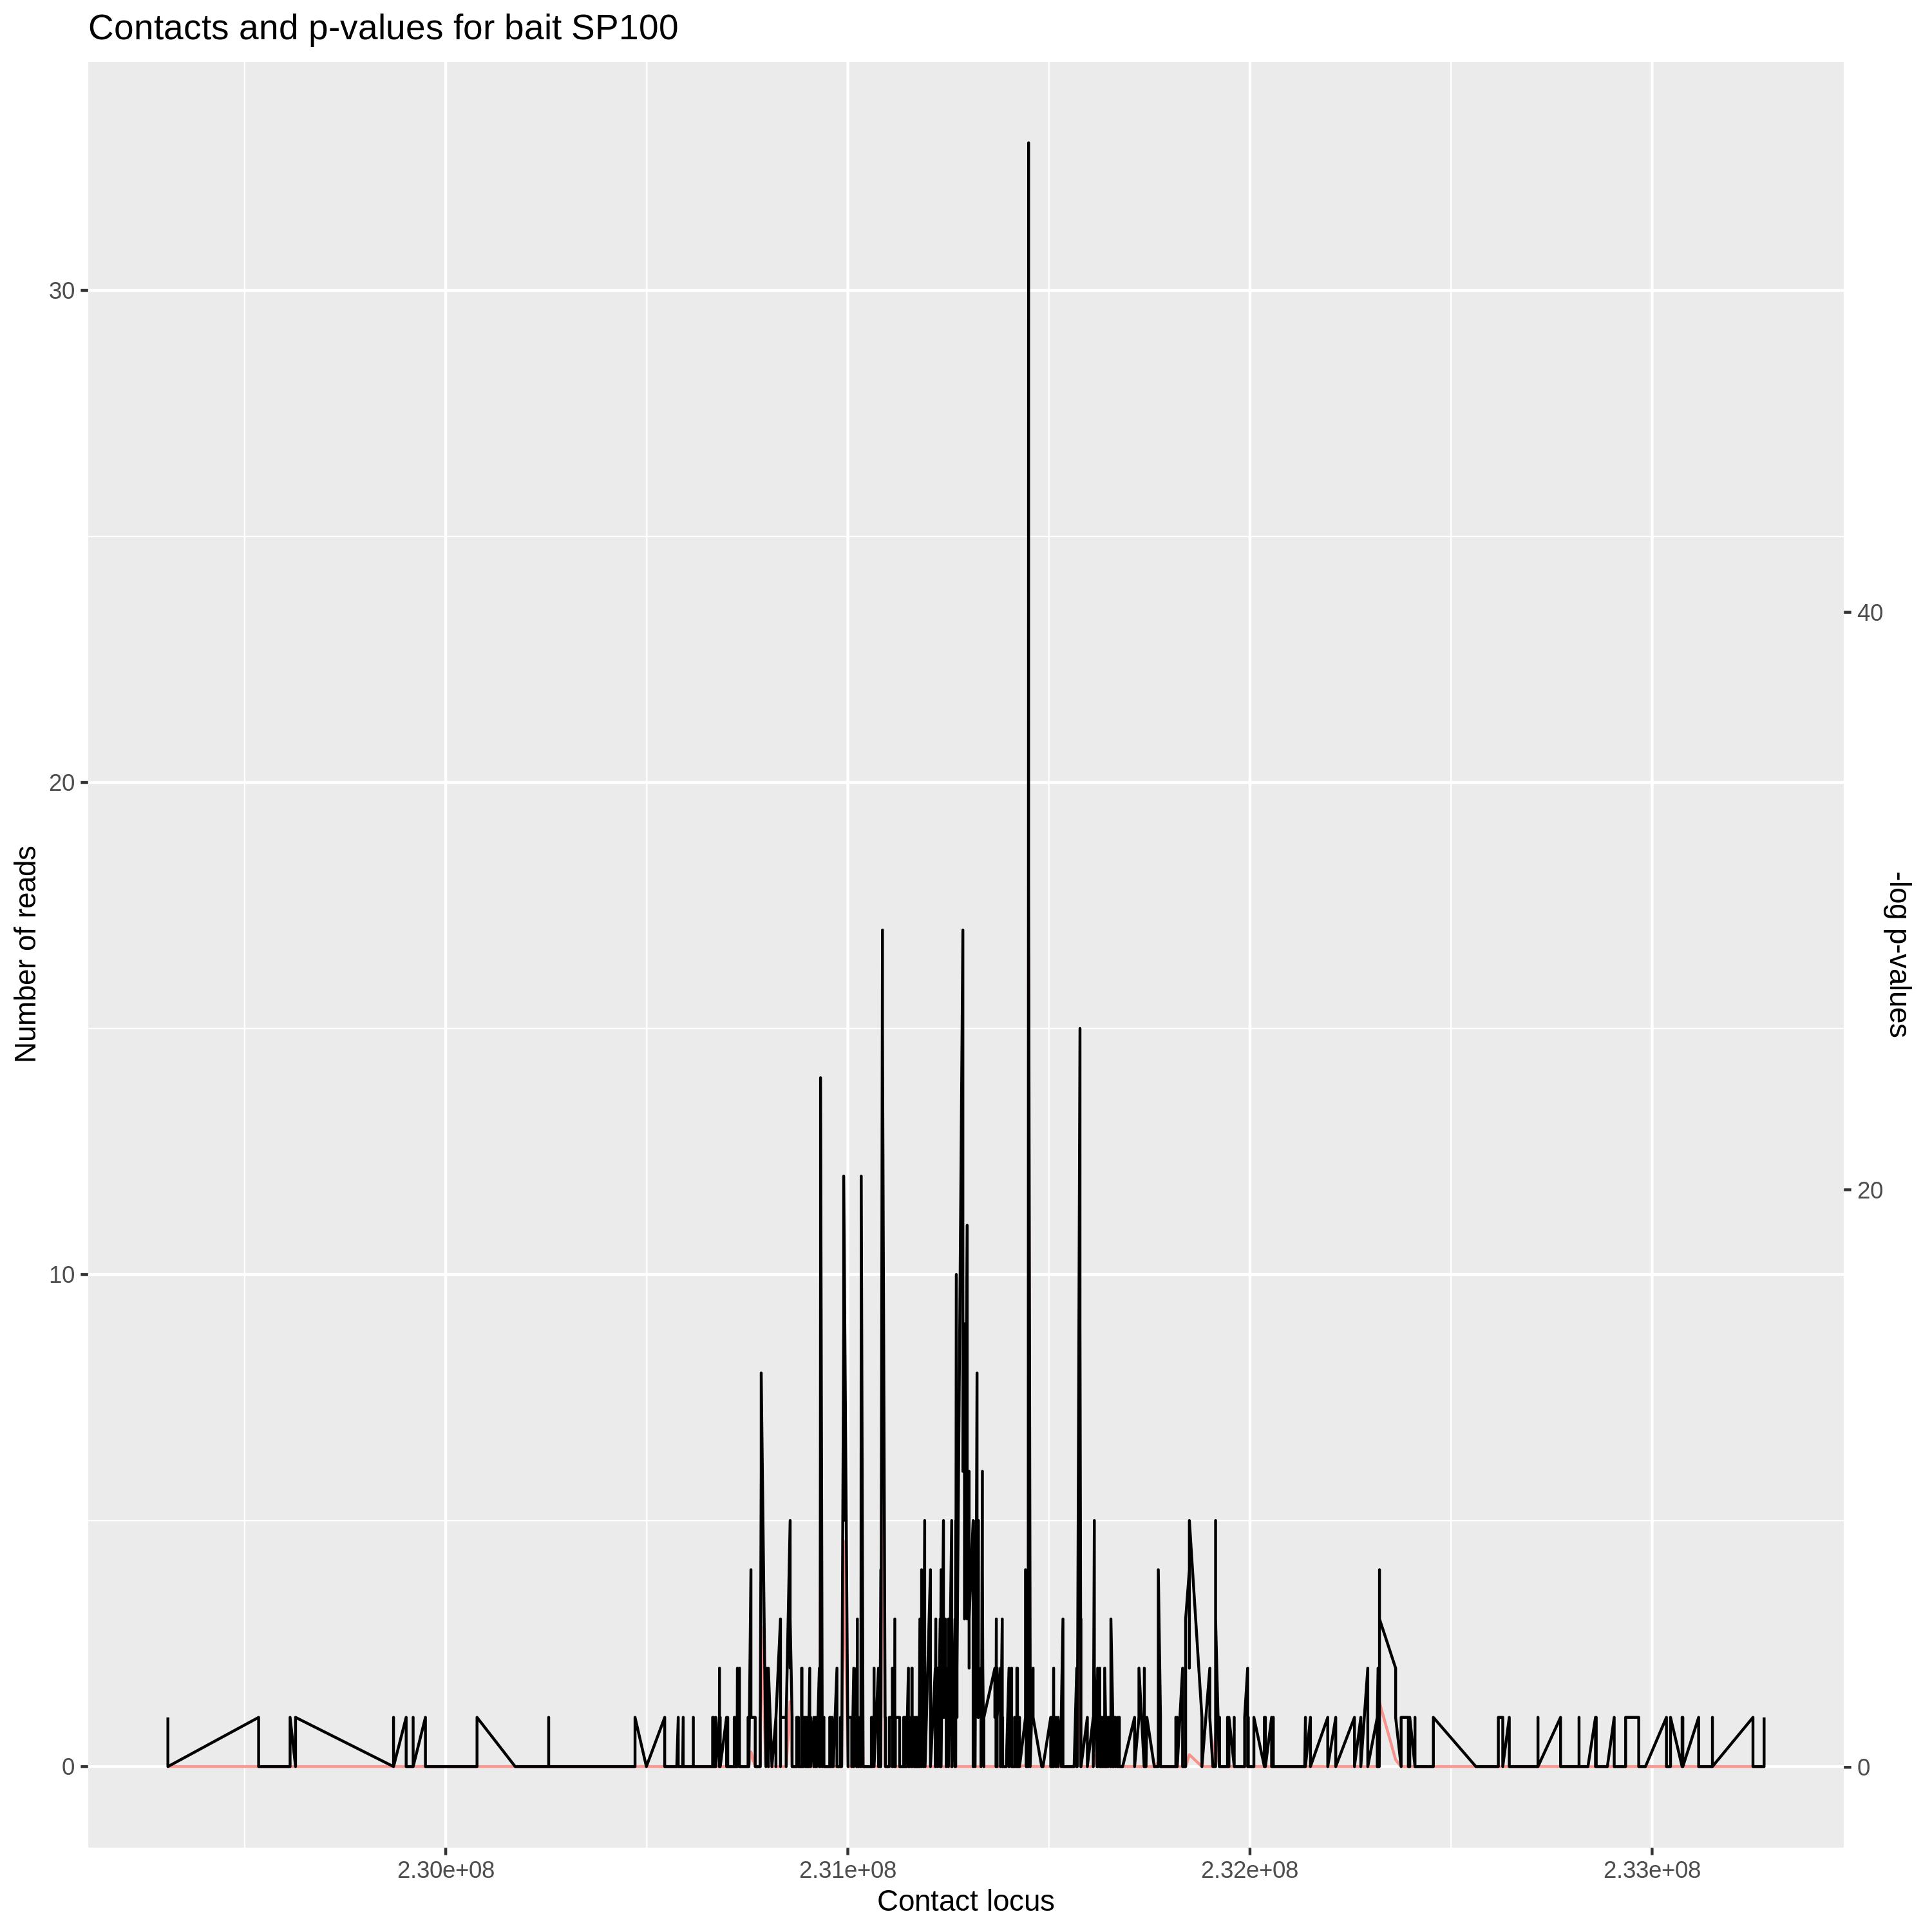 Contacts and p-values for bait SP100
30
20
10
0
Number of reads
40
20
0
-log p-values
2.30e+08
2.31e+08
2.32e+08
2.33e+08
Contact locus